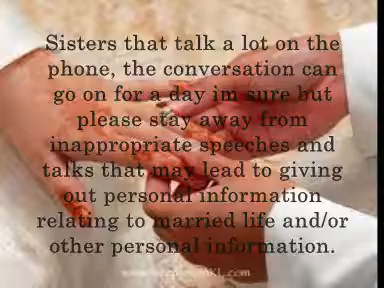 Sisters that talk a lot on the
phone, the conversation can
go on for a day im sure but
please stay away from
inappropriate speeches and
talks that may lead to giving
out personal information
relating to married life and/or
other personal information.